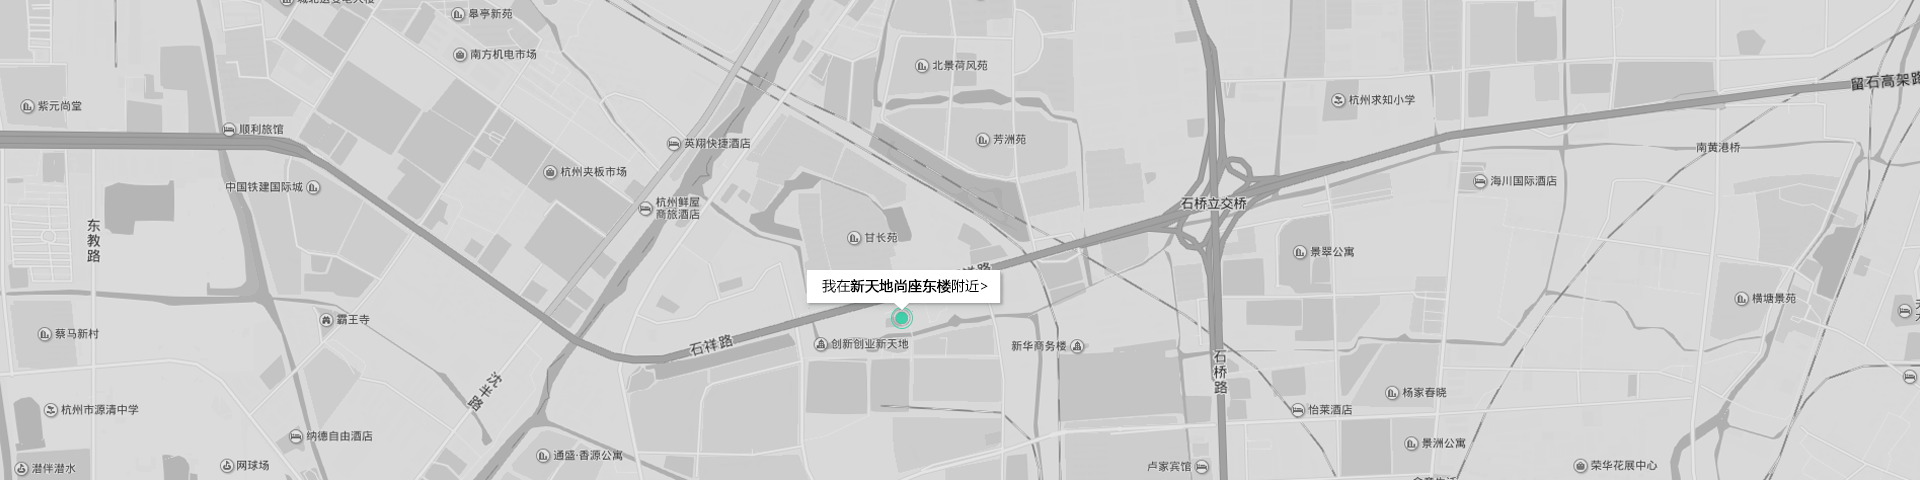 皋亭新苑
南方机电市场
北景荷风苑
留石高架路
紫元尚堂
杭州求知小学
顺利旅馆
英翔快捷酒店
芳洲苑
南黄港桥
杭州夹板市场
中国铁建国际城
海川国际酒店
杭州鲜屋
商旅酒店
石桥立交桥
东教路
甘长苑
景翠公寓
我在新天地尚座东楼附近>
横塘景苑
霸王寺
蔡马新村
石祥路
创新创业新天地
新华商务楼
石桥路
沈半路
杨家春晓
杭州市源清中学
怡莱酒店
纳德自由酒店
景洲公寓
通盛·香源公寓
潜伴潜水
网球场
卢家宾馆
荣华花展中心